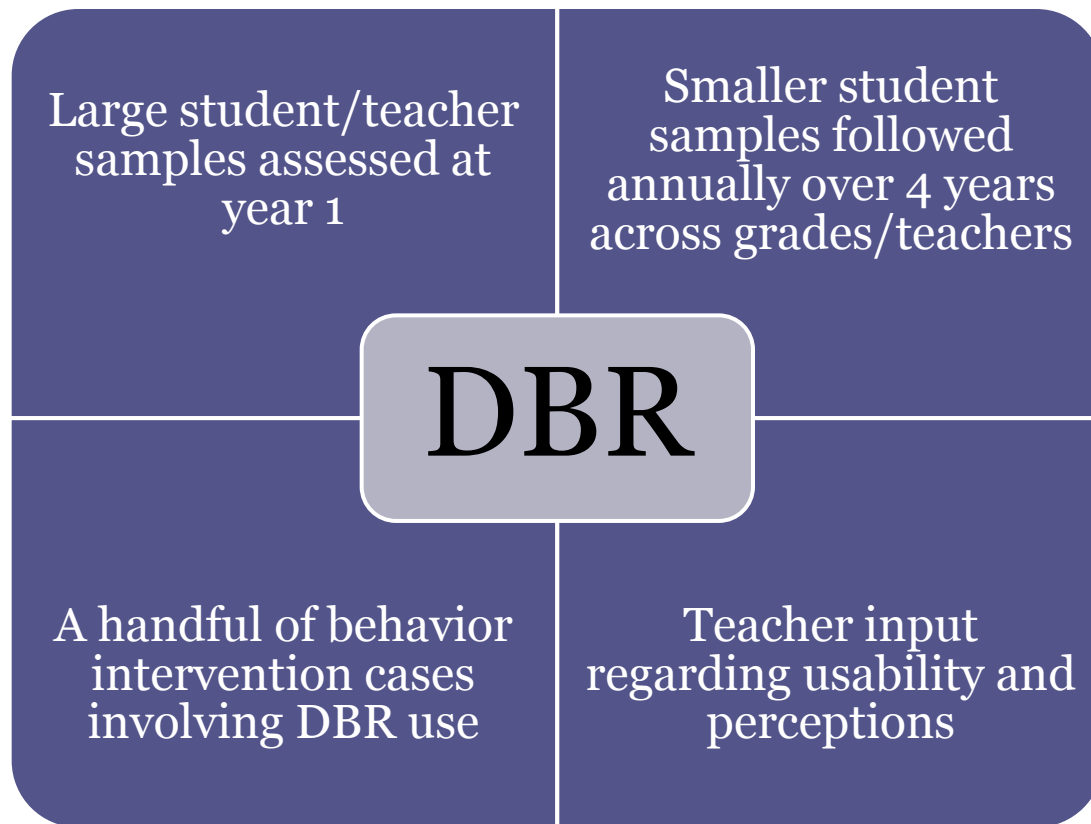 Large student/teacher
samples assessed at
year 1
Smaller student
samples followed
annually over 4 years
across grades/teachers
DBR
A handful of behavior
intervention cases
involving DBR use
Teacher input
regarding usability and
perceptions